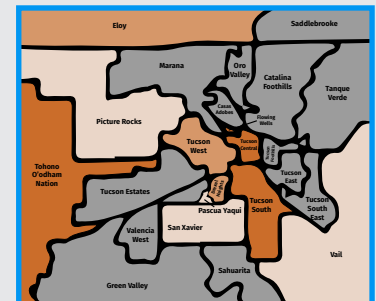 Eloy
Saddlebrooke
Marana
Oro
Valley
Catalina
Foothills
Tanque
Verde
Casas
Adobes
Flowing
Wells
Picture Rocks
Tucson
West
Tucson
Central
Tohono
O'odham
Nation
Tucson
East
Tucson Estates
Tucson
South
Tucson
South
East
Pascua Yaqui
Valencia
West
San Xavier
Vail
Sahuarita
Green Valley